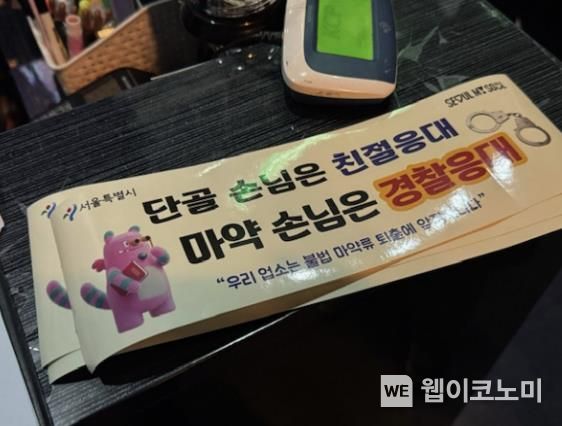 서울특별시
SEOUL MY SOUL
단골 손님은 친절응대
마약 손님은 경찰응대
“우리 업소는 불법 마약류 퇴출에
WE 웹이코노미